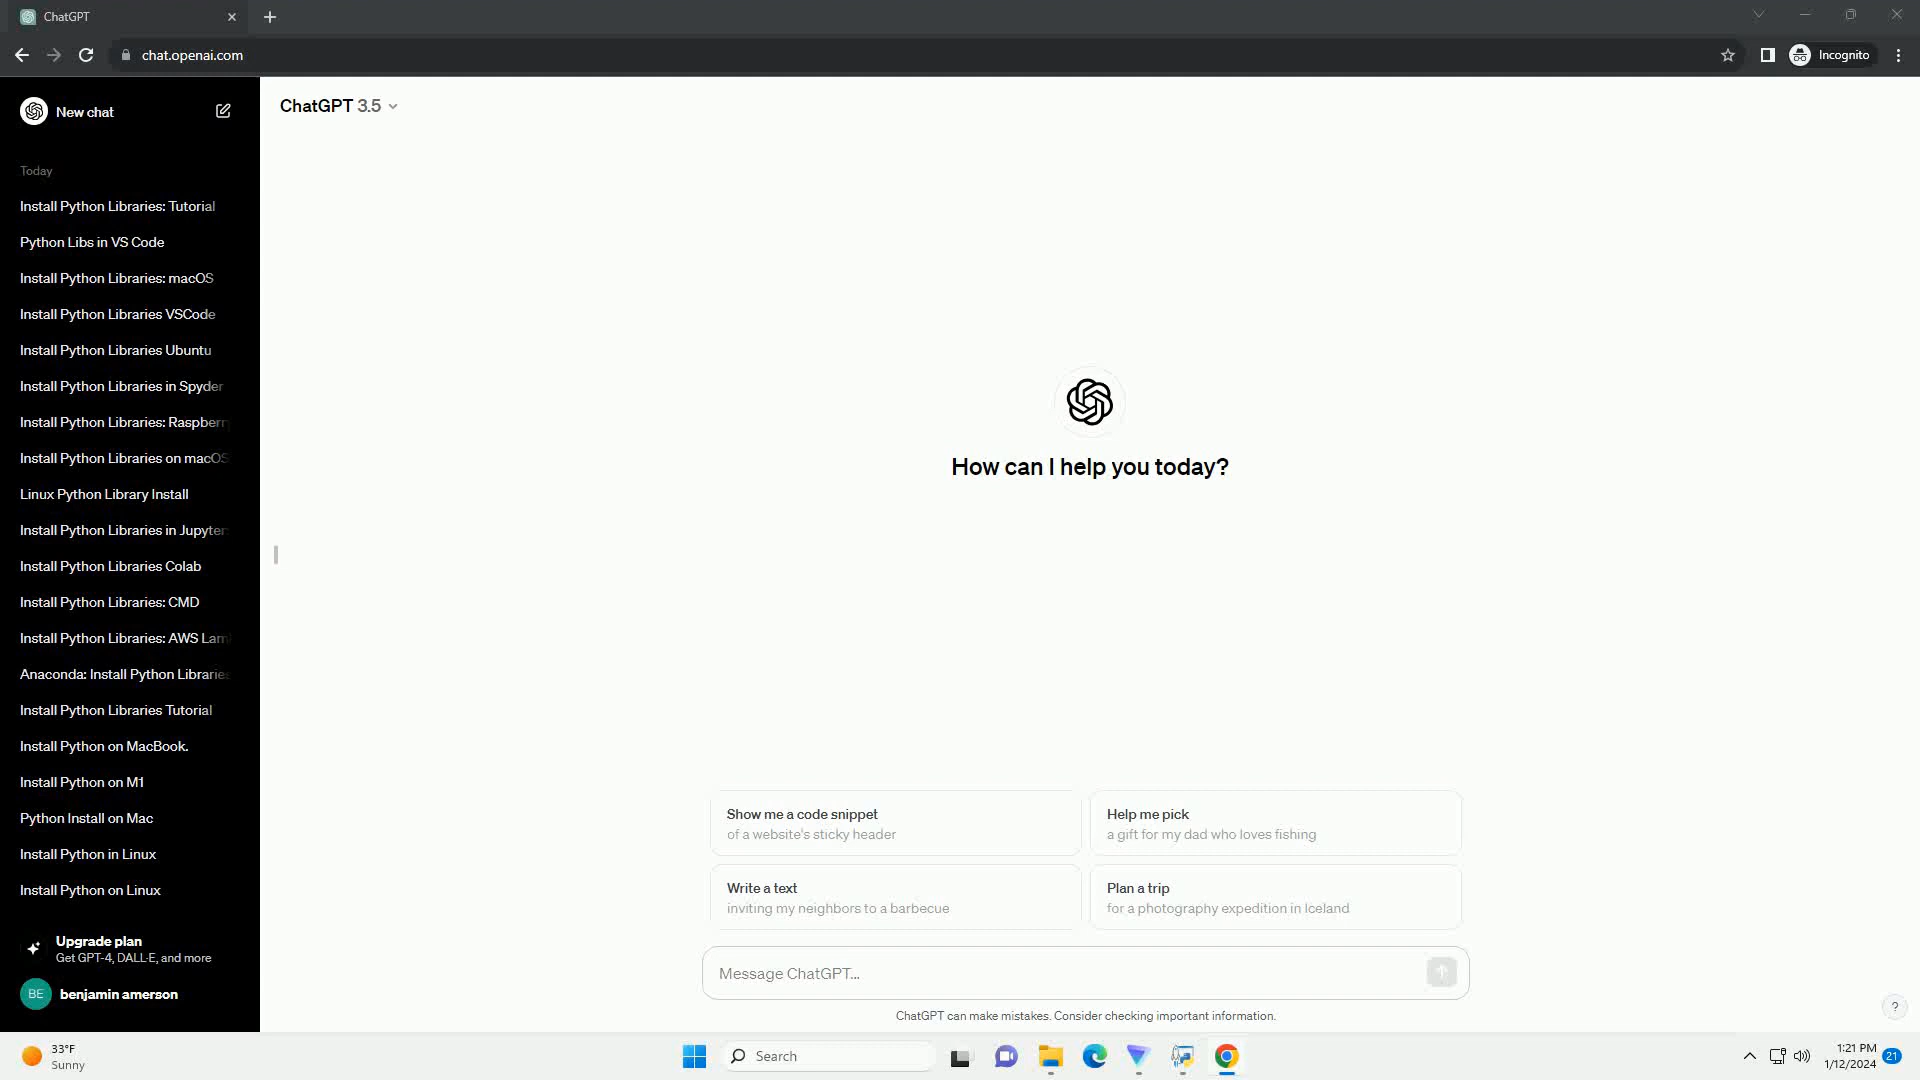 ChatGPT
chat.openai.com
Incognito
New chat
ChatGPT 3.5
Today
Install Python Libraries: Tutorial
Python Libs in VS Code
Install Python Libraries: macOS
Install Python Libraries VSCode
Install Python Libraries Ubuntu
Install Python Libraries in Spyder
Install Python Libraries: Raspberr
Install Python Libraries on macOS
Linux Python Library Install
Install Python Libraries in Jupyter
Install Python Libraries Colab
Install Python Libraries: CMD
Install Python Libraries: AWS Lam
Anaconda: Install Python Libraries
Install Python Libraries Tutorial
Install Python on MacBook.
Install Python on M1
Python Install on Mac
Install Python in Linux
Install Python on Linux
Upgrade plan
Get GPT-4, DALL·E, and more
BE
benjamin amerson
How can I help you today?
Show me a code snippet
of a website's sticky header
Help me pick
a gift for my dad who loves fishing
Write a text
inviting my neighbors to a barbecue
Plan a trip
for a photography expedition in Iceland
Message ChatGPT…
ChatGPT can make mistakes. Consider checking important information.
?
33°F
Sunny
Search
1:21 PM
1/12/2024
21